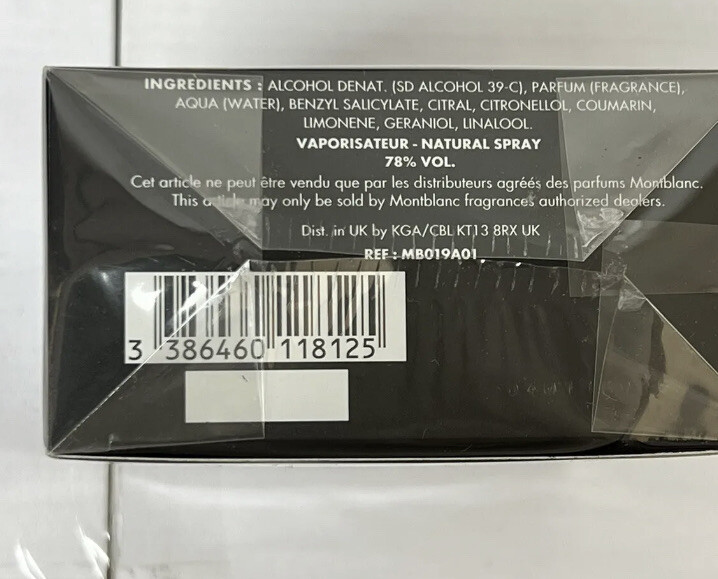 INGREDIENTS : ALCOHOL DENAT. (SD ALCOHOL 39-C), PARFUM (FRAGRANCE),
AQUA (WATER), BENZYL SALICYLATE, CITRAL, CITRONELLOL, COUMARIN,
LIMONENE, GERANIOL, LINALOOL.
VAPORISATEUR - NATURAL SPRAY
78% VOL.
Cet article ne peut être vendu que par les distributeurs agréés des parfums Montblanc.
This article may only be sold by Montblanc fragrances authorized dealers.
Dist. in UK by KGA/CBL KT13 8RX UK
REF : MB019A01
3 386460 118125